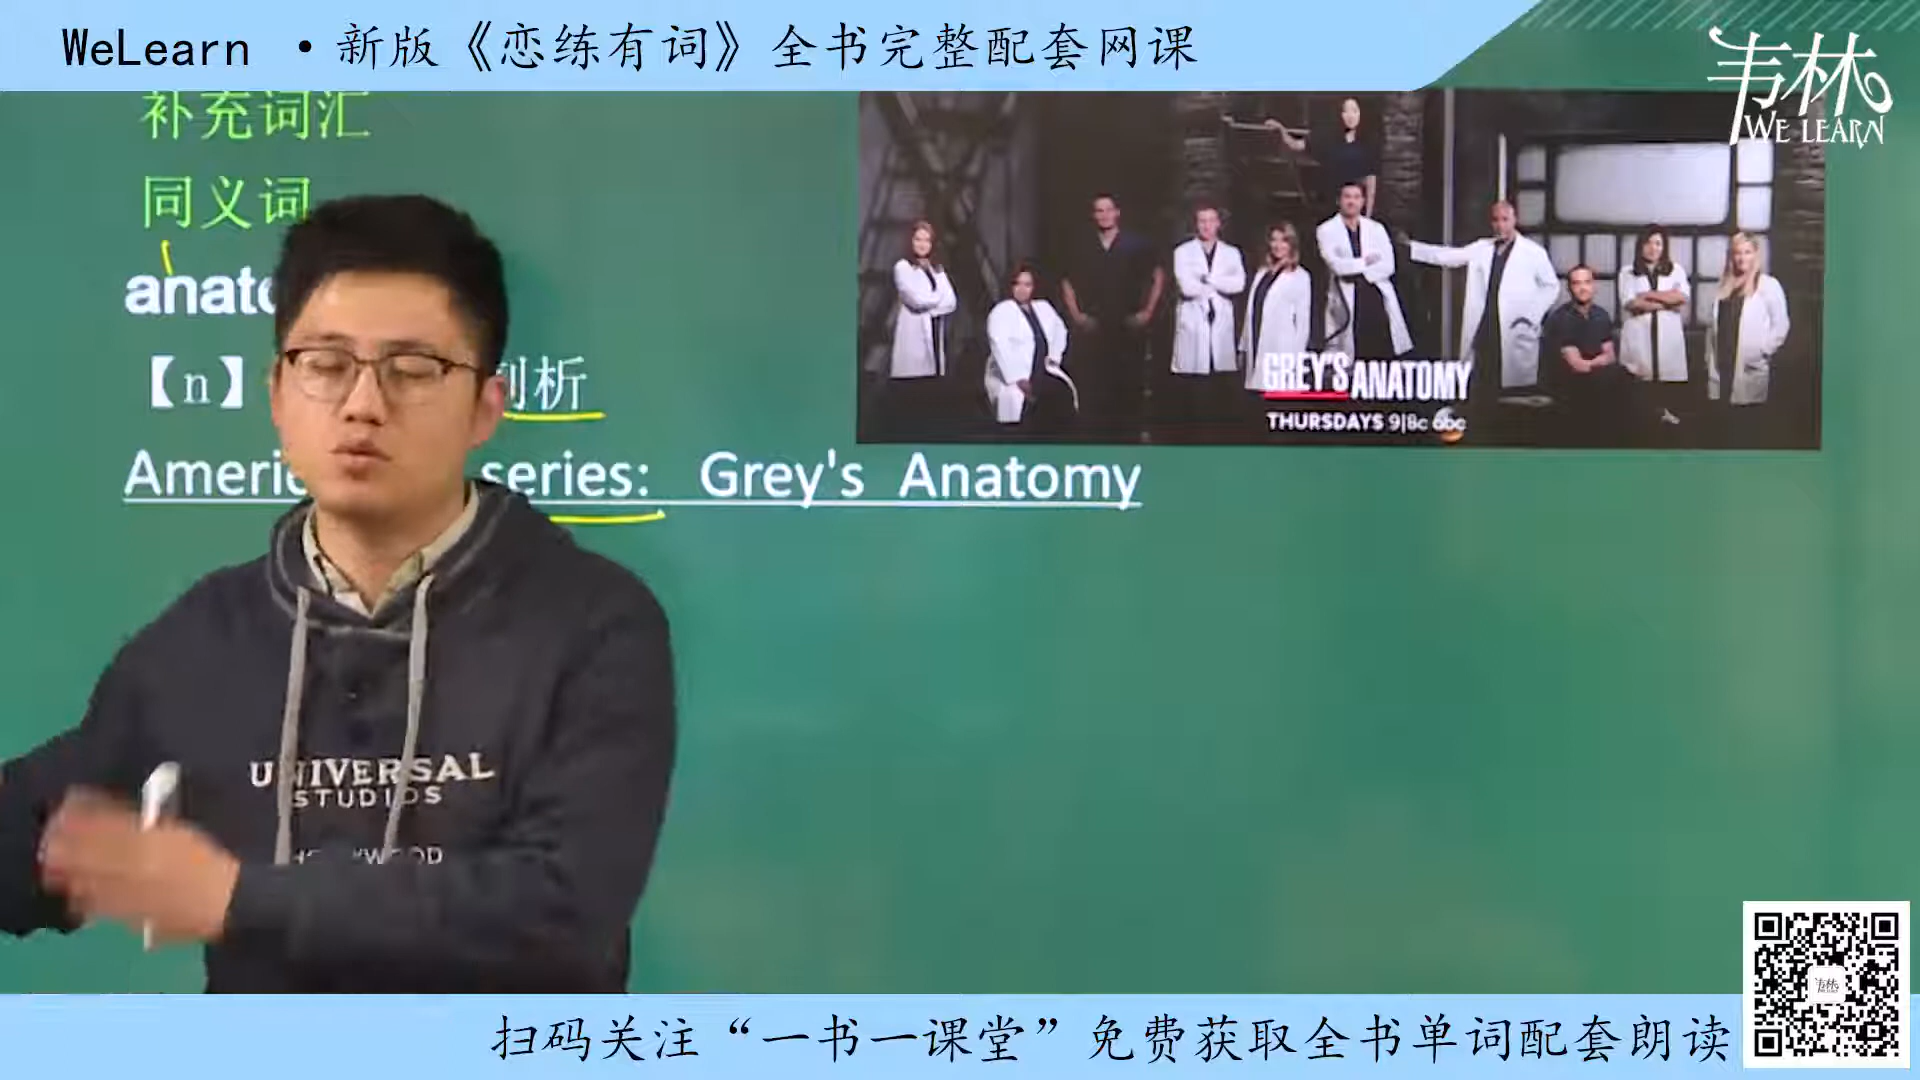 WeLearn ·新版《恋练有词》全书完整配套网课
韦林
WE LEARN
补充词汇
同义词
【n】 剖析
series: Grey's Anatomy
GREY'S ANATOMY
THURSDAYS 9|8c abc
UNIVERSAL
STUDIOS
韦林
扫码关注“一书一课堂”免费获取全书单词配套朗读